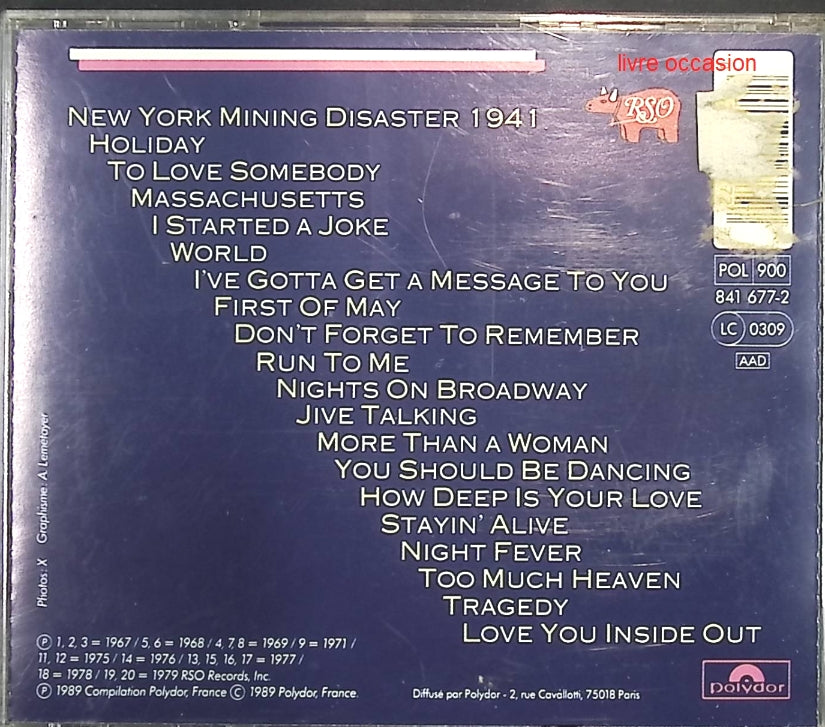 livre occasion
RSO
NEW YORK MINING DISASTER 1941
HOLIDAY
TO LOVE SOMEBODY
MASSACHUSETTS
I STARTED A JOKE
WORLD
I'VE GOTTA GET A MESSAGE TO YOU
FIRST OF MAY
DON'T FORGET TO REMEMBER
RUN TO ME
NIGHTS ON BROADWAY
JIVE TALKING
MORE THAN A WOMAN
YOU SHOULD BE DANCING
HOW DEEP IS YOUR LOVE
STAYIN' ALIVE
NIGHT FEVER
TOO MUCH HEAVEN
TRAGEDY
LOVE YOU INSIDE OUT
POL 900
841 677-2
LC 0309
AAD
Photos : X Graphisme : A. Lemetayer
Ⓟ 1, 2, 3 = 1967 / 5, 6 = 1968 / 4, 7, 8 = 1969 / 9 = 1971 /
11, 12 = 1975 / 14 = 1976 / 13, 15, 16, 17 = 1977 /
18 = 1978 / 19, 20 = 1979 RSO Records, Inc.
Ⓟ 1989 Compilation Polydor, France Ⓒ 1989 Polydor, France.
Diffusé par Polydor - 2, rue Cavallotti, 75018 Paris
polydor